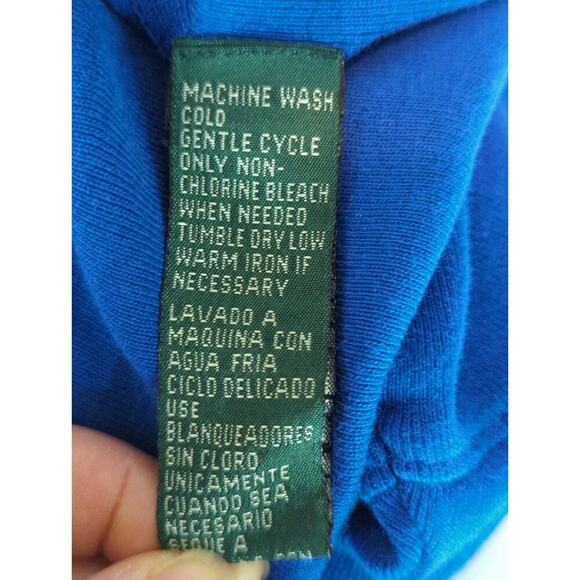 MACHINE WASH
COLD
GENTLE CYCLE
ONLY NON-
CHLORINE BLEACH
WHEN NEEDED
TUMBLE DRY LOW
WARM IRON IF
NECESSARY
LAVADO A
MAQUINA CON
AGUA FRIA
CICLO DELICADO
USE
BLANQUEADORES
SIN CLORO
UNICAMENTE
CUANDO SEA
NECESARIO
SEQUE A